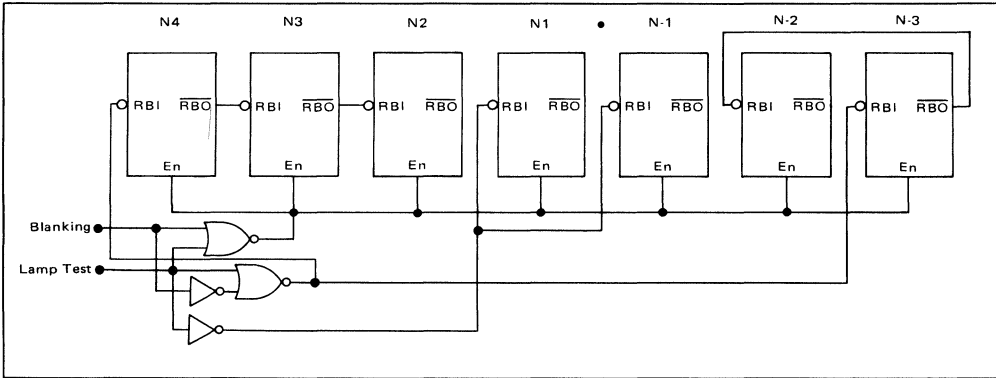 N4 N3 N2 N1 • N-1 N-2 N-3
RBI RBO RBI RBO RBI RBO RBI RBO RBI RBO RBI RBO RBI RBO
En En En En En En En
Blanking
Lamp Test